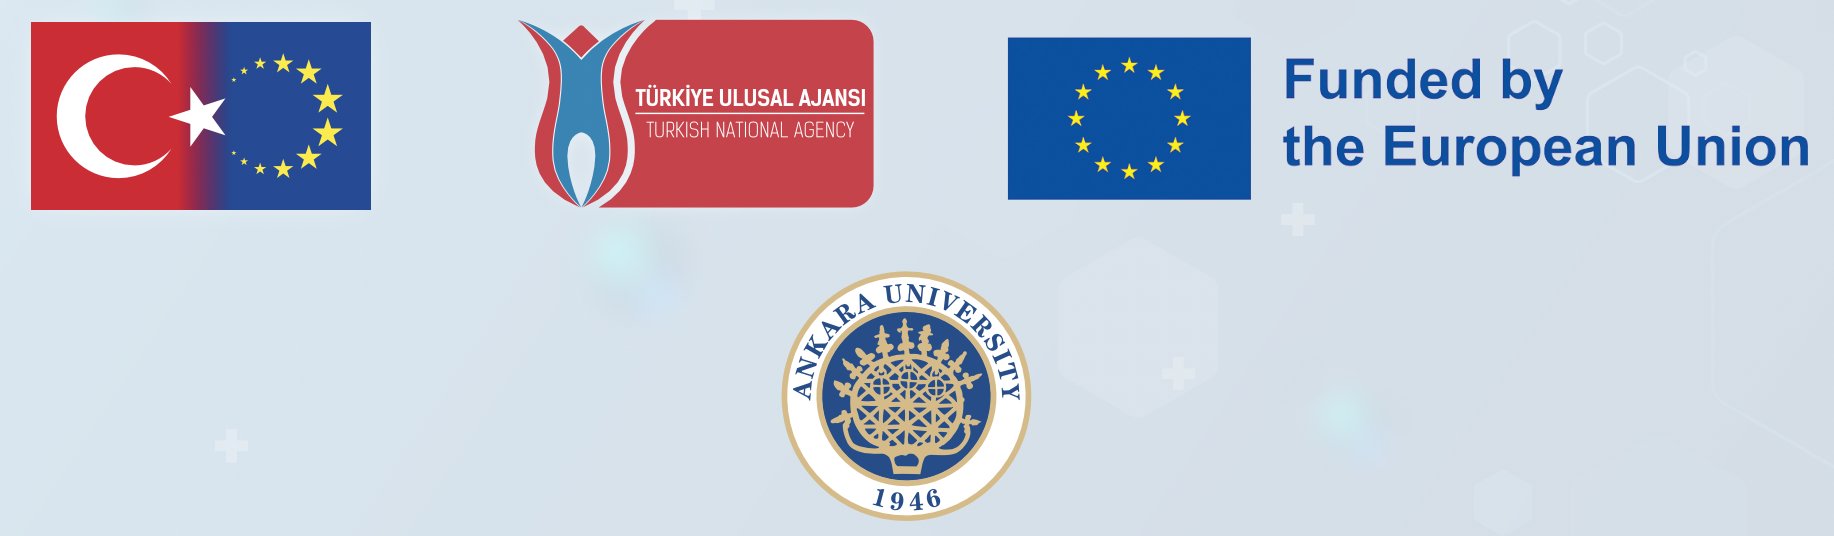 TÜRKİYE ULUSAL AJANSI
TURKISH NATIONAL AGENCY
Funded by
the European Union
ANKARA UNIVERSITY
1946